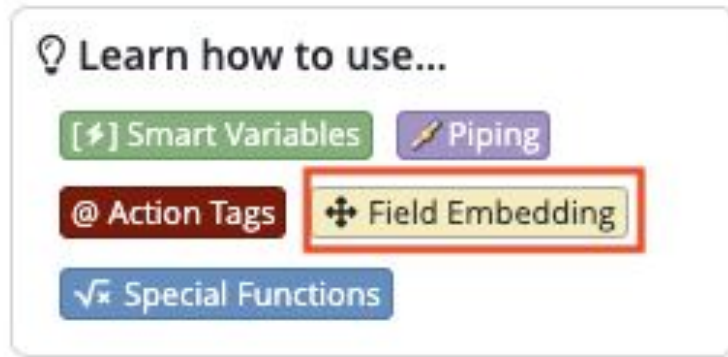 Learn how to use...
[⚡] Smart Variables Piping
@ Action Tags Field Embedding
√x Special Functions